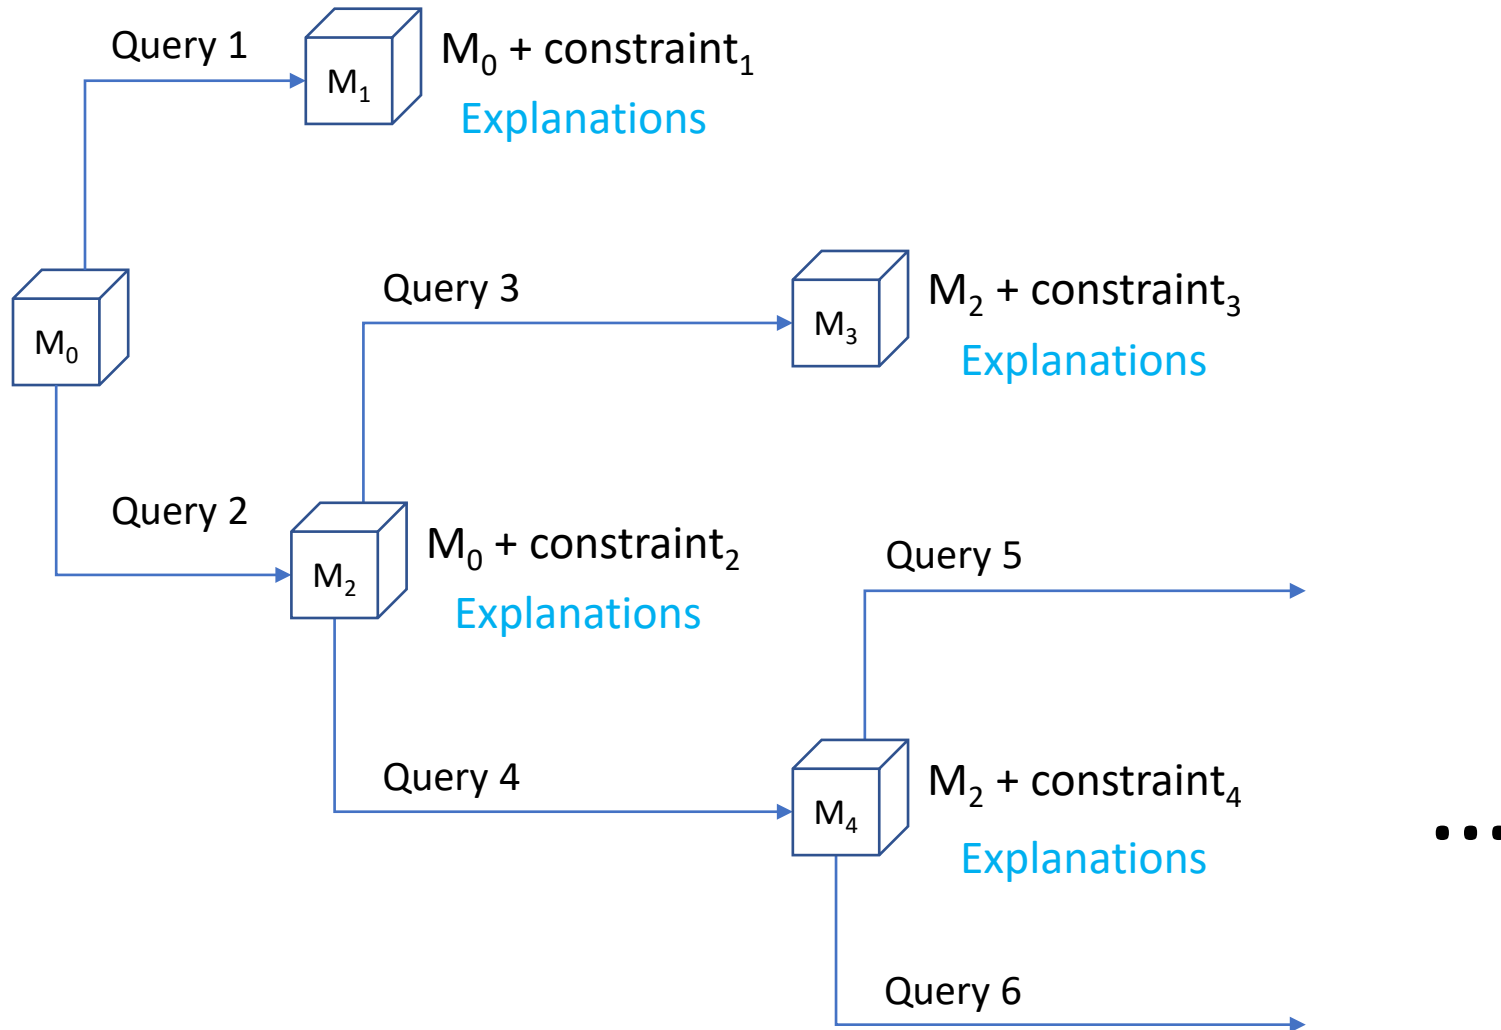 Query 1
M₁
M₀ + constraint₁
Explanations
M₀
Query 3
M₃
M₂ + constraint₃
Explanations
Query 2
M₂
M₀ + constraint₂
Explanations
Query 5
Query 4
M₄
M₂ + constraint₄
Explanations
...
Query 6